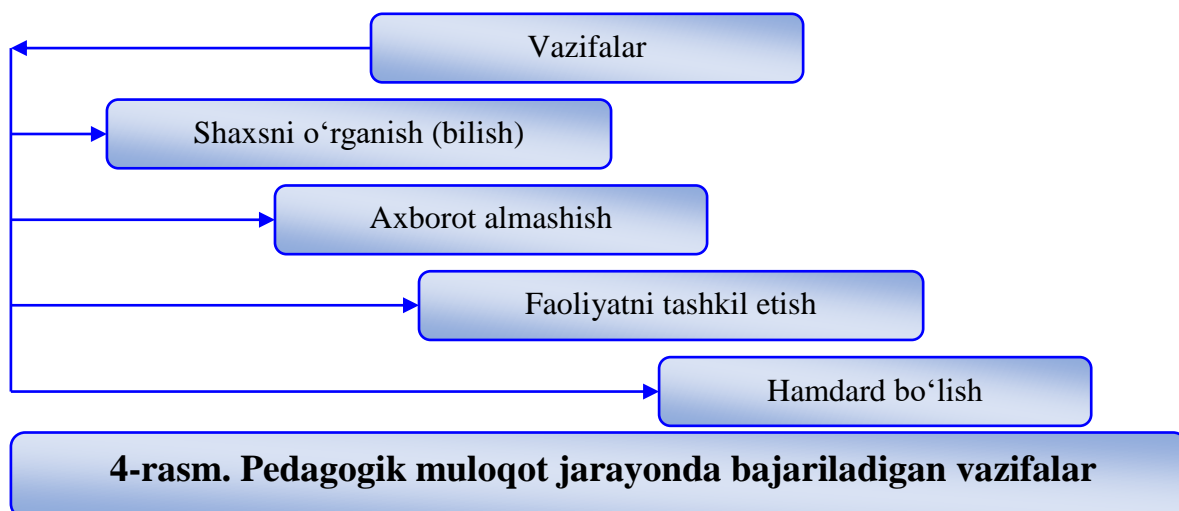 Vazifalar
Shaxsni o‘rganish (bilish)
Axborot almashish
Faoliyatni tashkil etish
Hamdard bo‘lish
4-rasm. Pedagogik muloqot jarayonda bajariladigan vazifalar